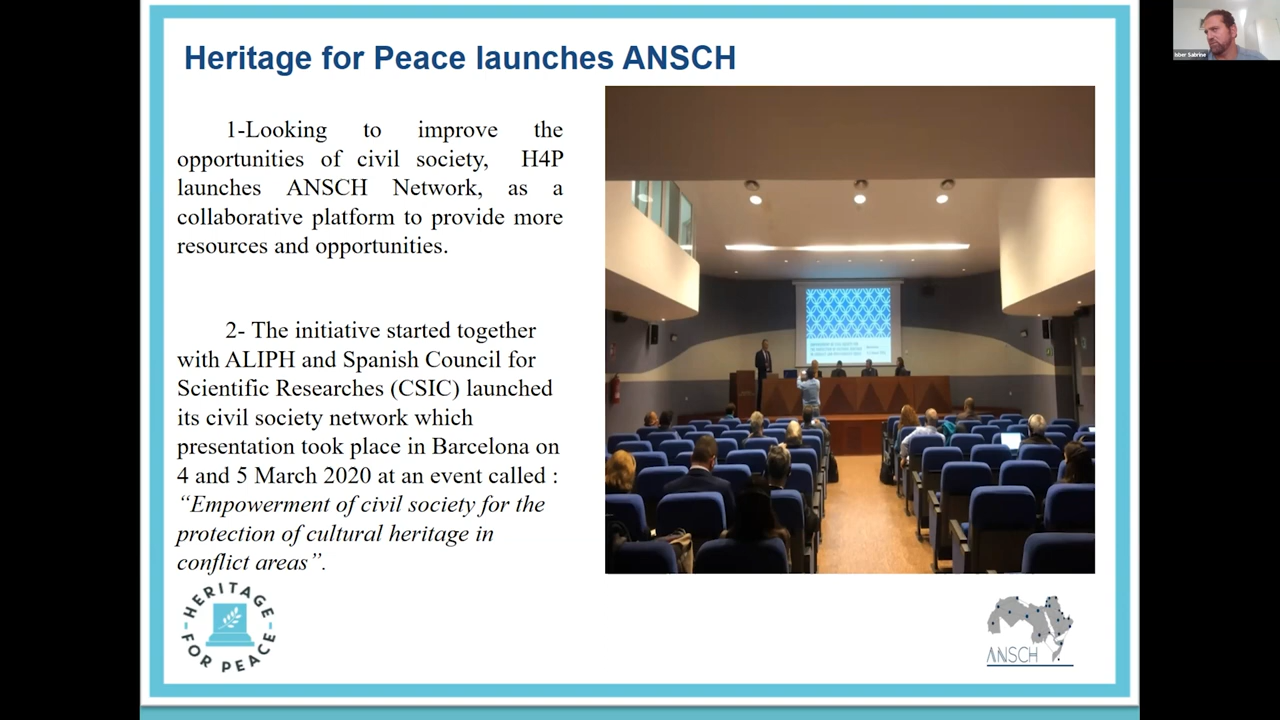 Heritage for Peace launches ANSCH
Isber Sabrine
1-Looking to improve the
opportunities of civil society, H4P
launches ANSCH Network, as a
collaborative platform to provide more
resources and opportunities.
2- The initiative started together
with ALIPH and Spanish Council for
Scientific Researches (CSIC) launched
its civil society network which
presentation took place in Barcelona on
4 and 5 March 2020 at an event called :
“Empowerment of civil society for the
protection of cultural heritage in
conflict areas”.
HERITAGE
FOR PEACE
ANSCH